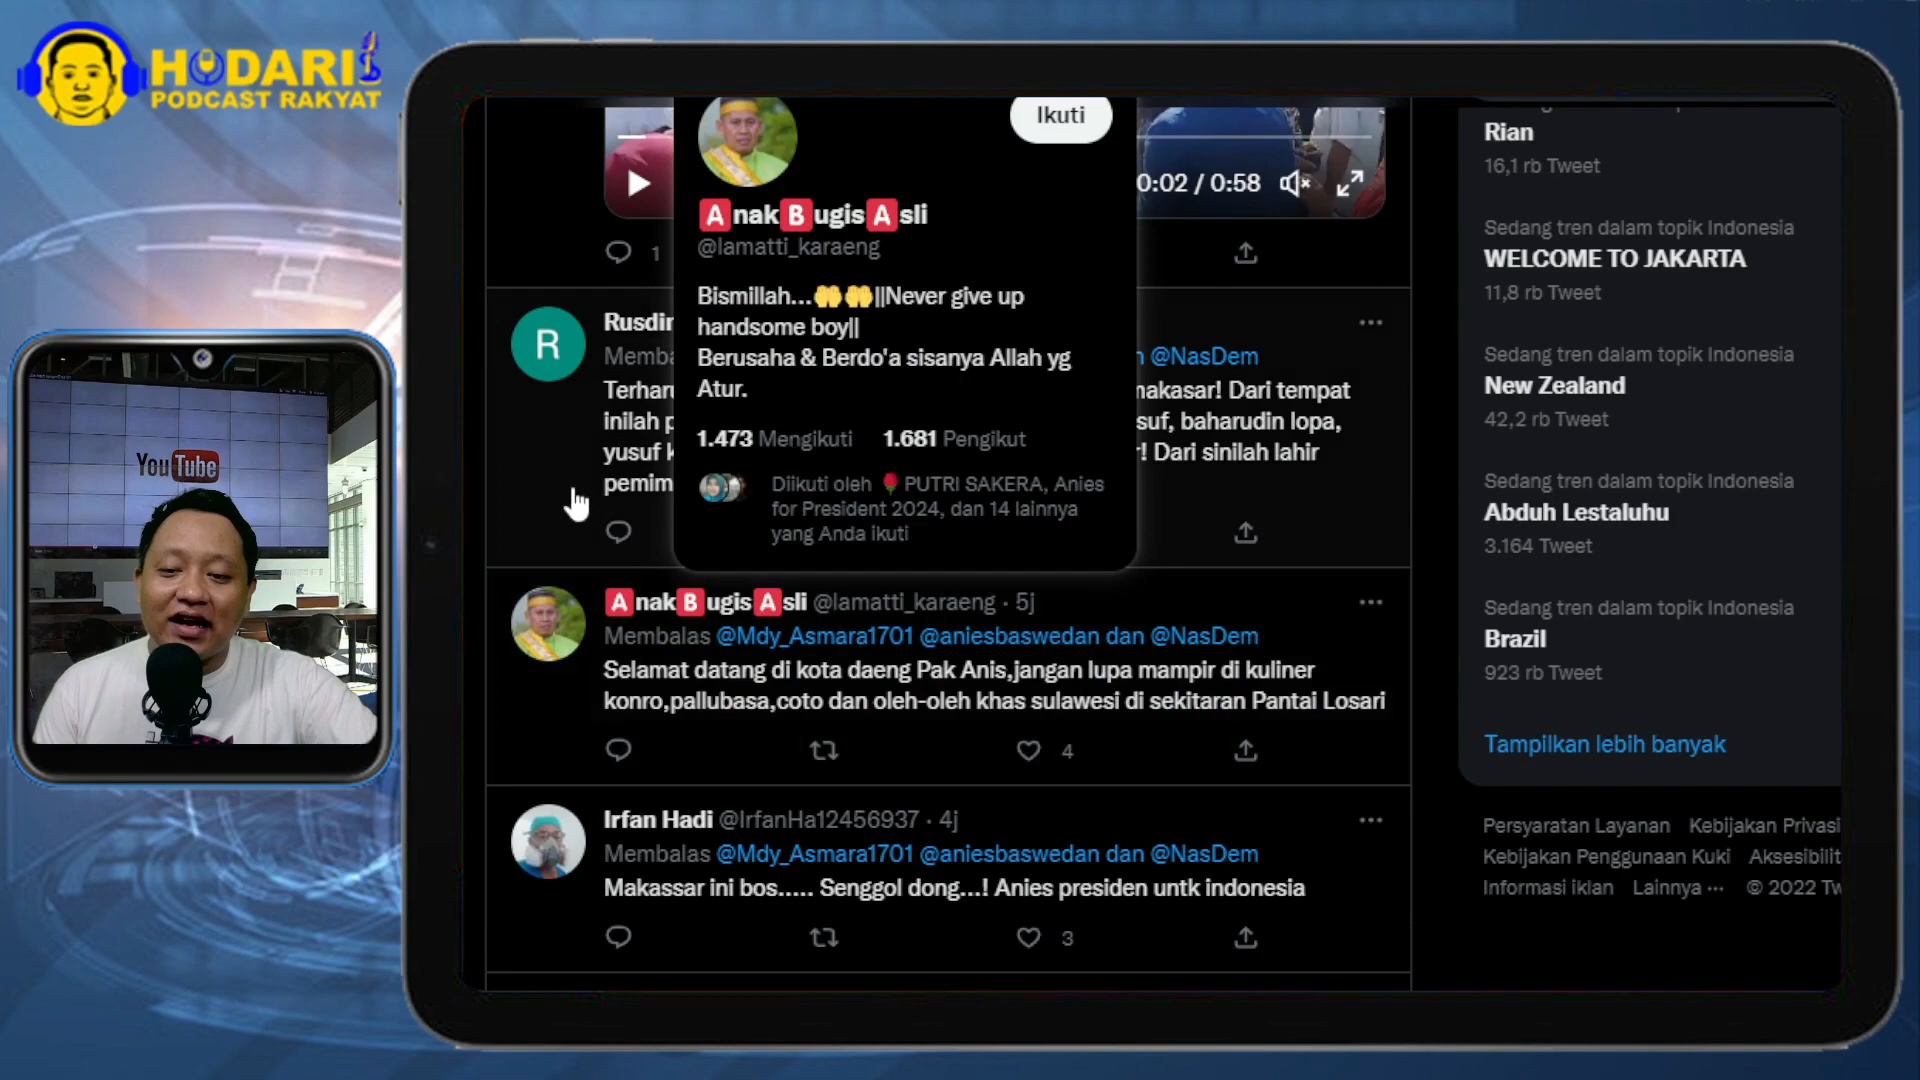 HODARI
PODCAST RAKYAT
YouTube
Ikuti
AnakBugisAsli
@lamatti_karaeng
Bismillah...🤲🤲||Never give up
handsome boy||
Berusaha & Berdo'a sisanya Allah yg
Atur.
1.473 Mengikuti 1.681 Pengikut
Diikuti oleh 🌹 PUTRI SAKERA, Anies
for President 2024, dan 14 lainnya
yang Anda ikuti
0:02 / 0:58
1
R
@NasDem
Dari tempat
inilah
baharudin lopa,
yusuf
Dari sinilah lahir
AnakBugisAsli @lamatti_karaeng · 5j
Membalas @Mdy_Asmara1701 @aniesbaswedan dan @NasDem
Selamat datang di kota daeng Pak Anis,jangan lupa mampir di kuliner
konro,pallubasa,coto dan oleh-oleh khas sulawesi di sekitaran Pantai Losari
4
Irfan Hadi @IrfanHa12456937 · 4j
Membalas @Mdy_Asmara1701 @aniesbaswedan dan @NasDem
Makassar ini bos..... Senggol dong...! Anies presiden untk indonesia
3
Rian
16,1 rb Tweet
Sedang tren dalam topik Indonesia
WELCOME TO JAKARTA
11,8 rb Tweet
Sedang tren dalam topik Indonesia
New Zealand
42,2 rb Tweet
Sedang tren dalam topik Indonesia
Abduh Lestaluhu
3.164 Tweet
Sedang tren dalam topik Indonesia
Brazil
923 rb Tweet
Tampilkan lebih banyak
Persyaratan Layanan Kebijakan Privasi
Kebijakan Penggunaan Kuki
Informasi iklan Lainnya ··· © 2022